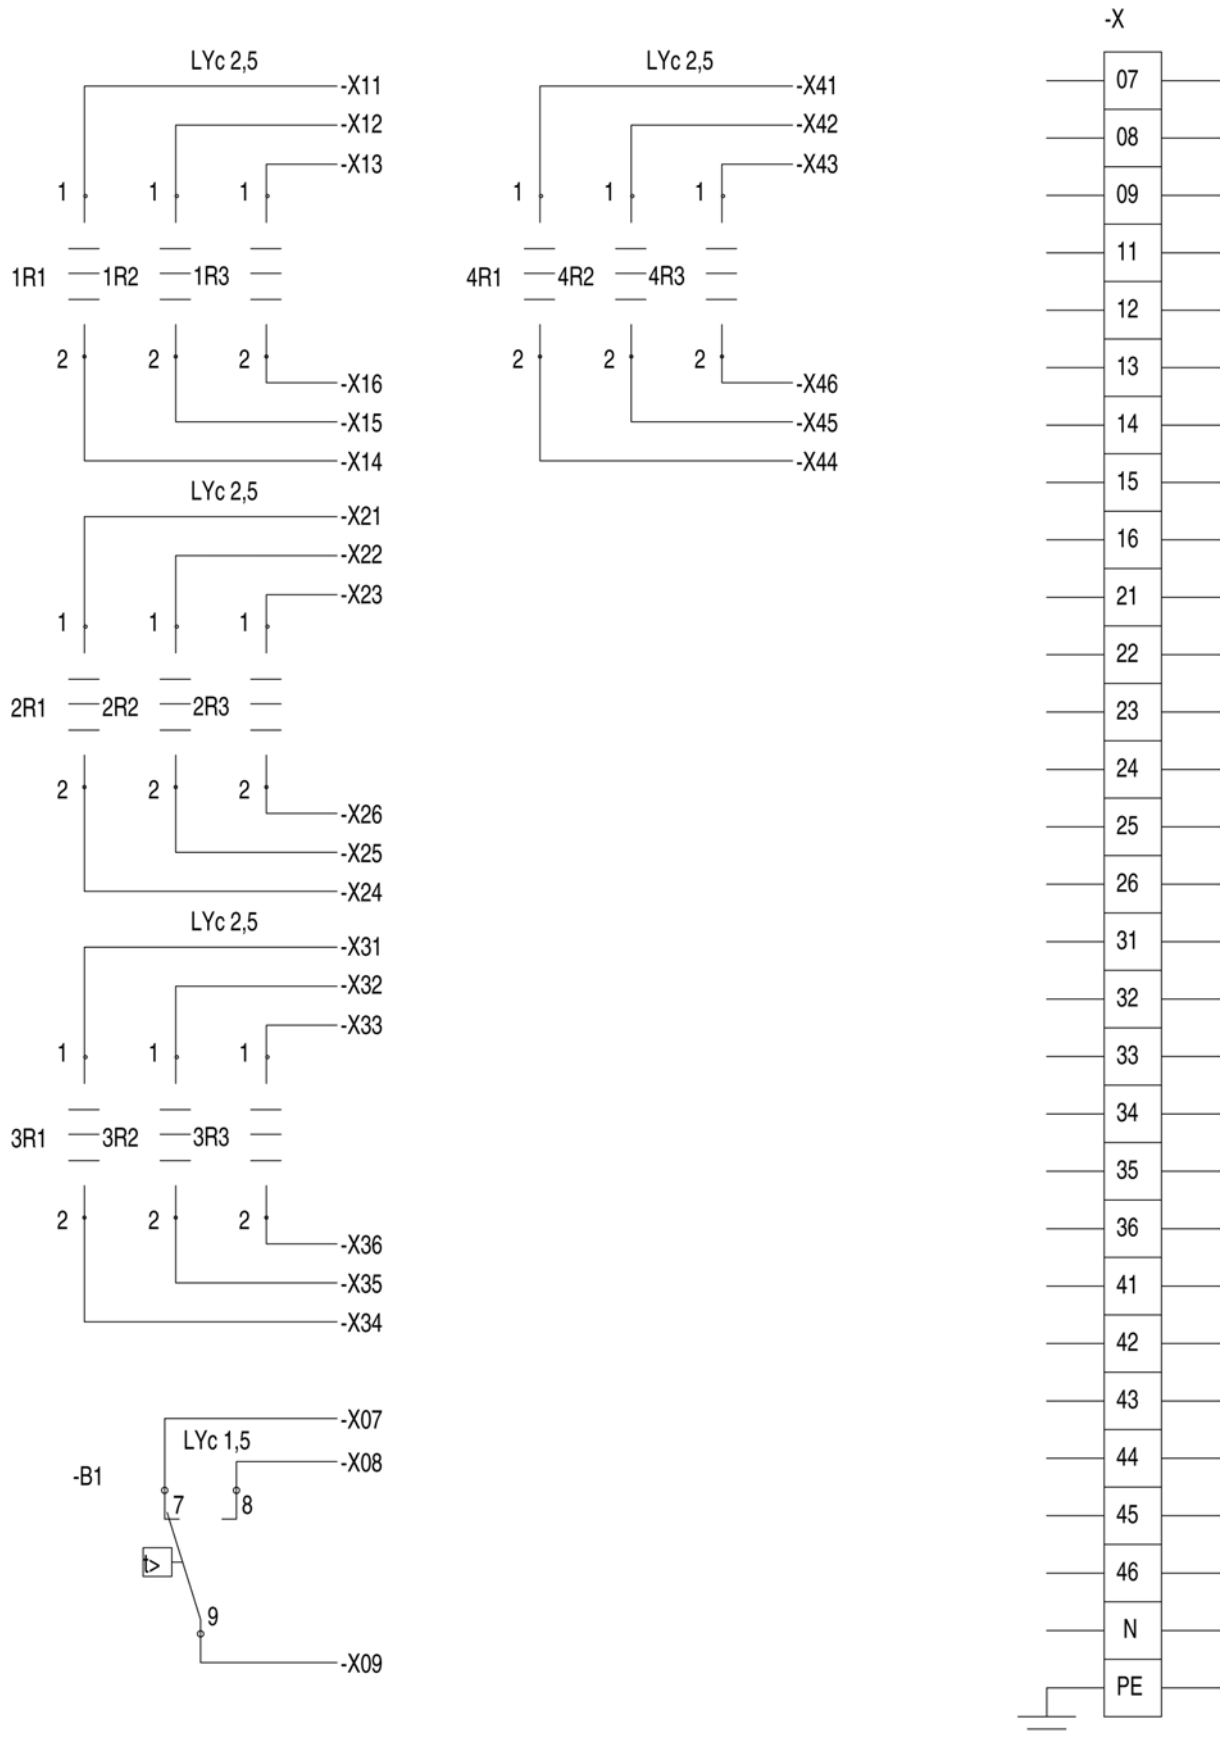 -X
LYc 2,5
-X11
-X12
-X13
1 1 1
1R1 1R2 1R3
2 2 2
-X16
-X15
-X14
LYc 2,5
-X41
-X42
-X43
1 1 1
4R1 4R2 4R3
2 2 2
-X46
-X45
-X44
LYc 2,5
-X21
-X22
-X23
1 1 1
2R1 2R2 2R3
2 2 2
-X26
-X25
-X24
LYc 2,5
-X31
-X32
-X33
1 1 1
3R1 3R2 3R3
2 2 2
-X36
-X35
-X34
-X07
LYc 1,5
-X08
-B1
7 8
t>
9
-X09
07
08
09
11
12
13
14
15
16
21
22
23
24
25
26
31
32
33
34
35
36
41
42
43
44
45
46
N
PE